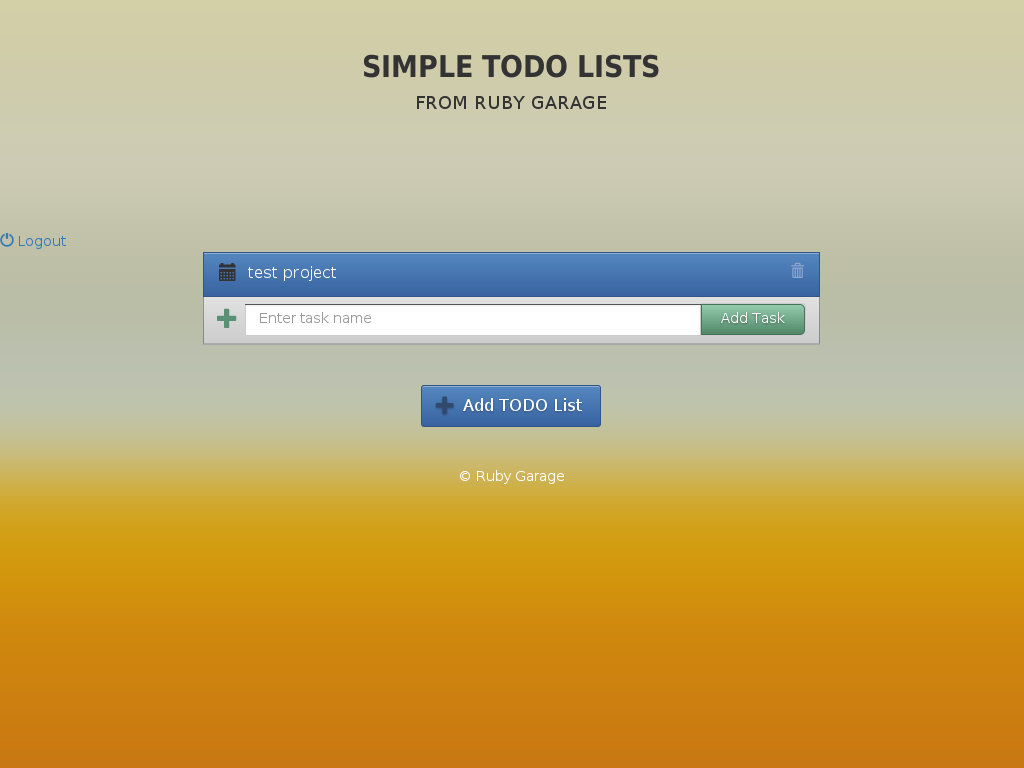 SIMPLE TODO LISTS
FROM RUBY GARAGE
Logout
test project
Enter task name
Add Task
Add TODO List
© Ruby Garage